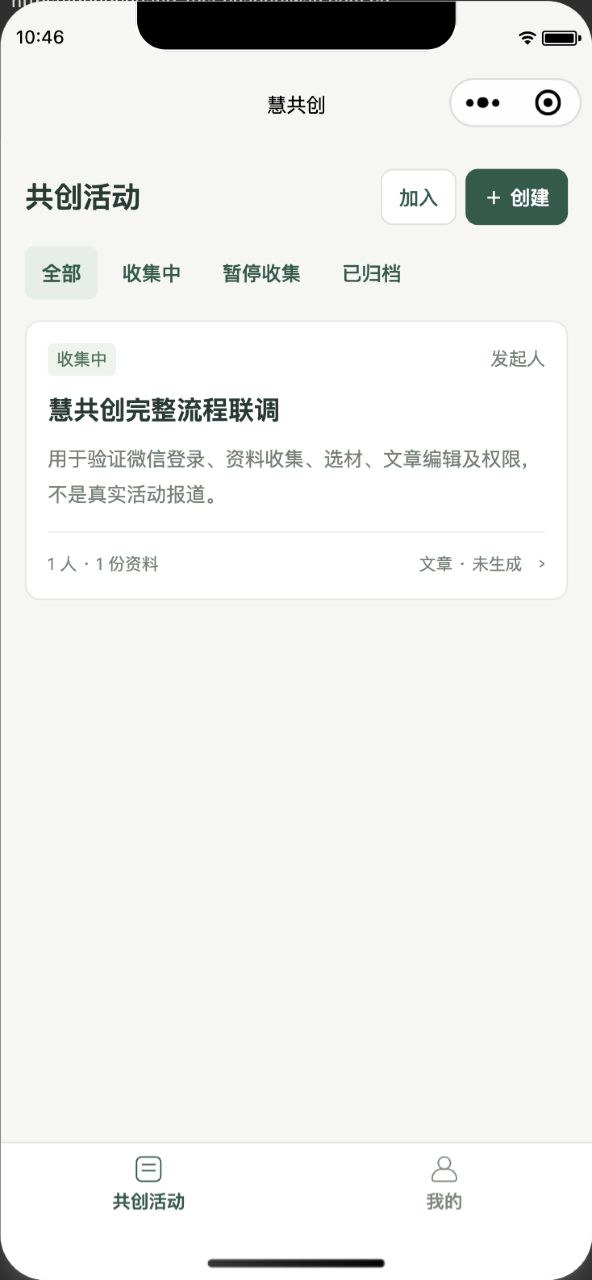 10:46
慧共创
共创活动
加入
+ 创建
全部
收集中
暂停收集
已归档
收集中
发起人
慧共创完整流程联调
用于验证微信登录、资料收集、选材、文章编辑及权限,
不是真实活动报道。
1 人 · 1 份资料
文章 · 未生成 >
共创活动
我的